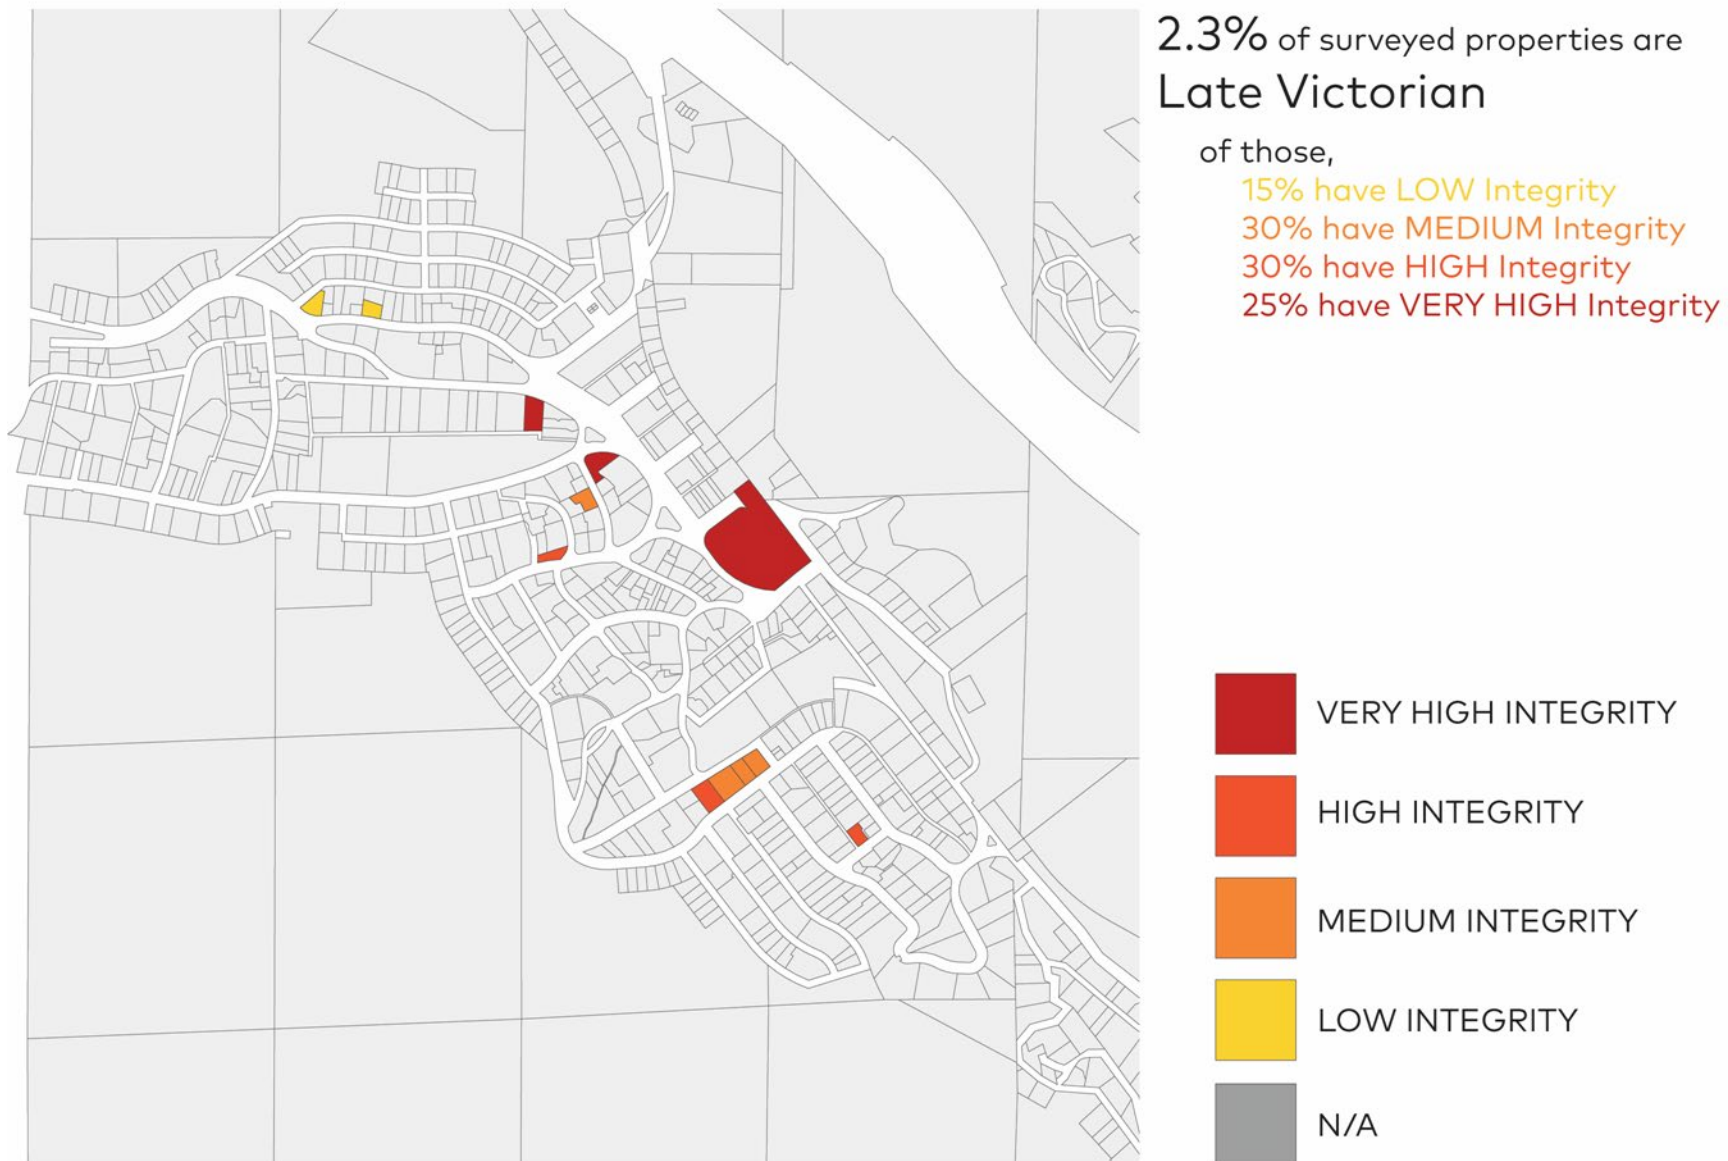 2.3% of surveyed properties are
Late Victorian
of those,
15% have LOW Integrity
30% have MEDIUM Integrity
30% have HIGH Integrity
25% have VERY HIGH Integrity
VERY HIGH INTEGRITY
HIGH INTEGRITY
MEDIUM INTEGRITY
LOW INTEGRITY
N/A